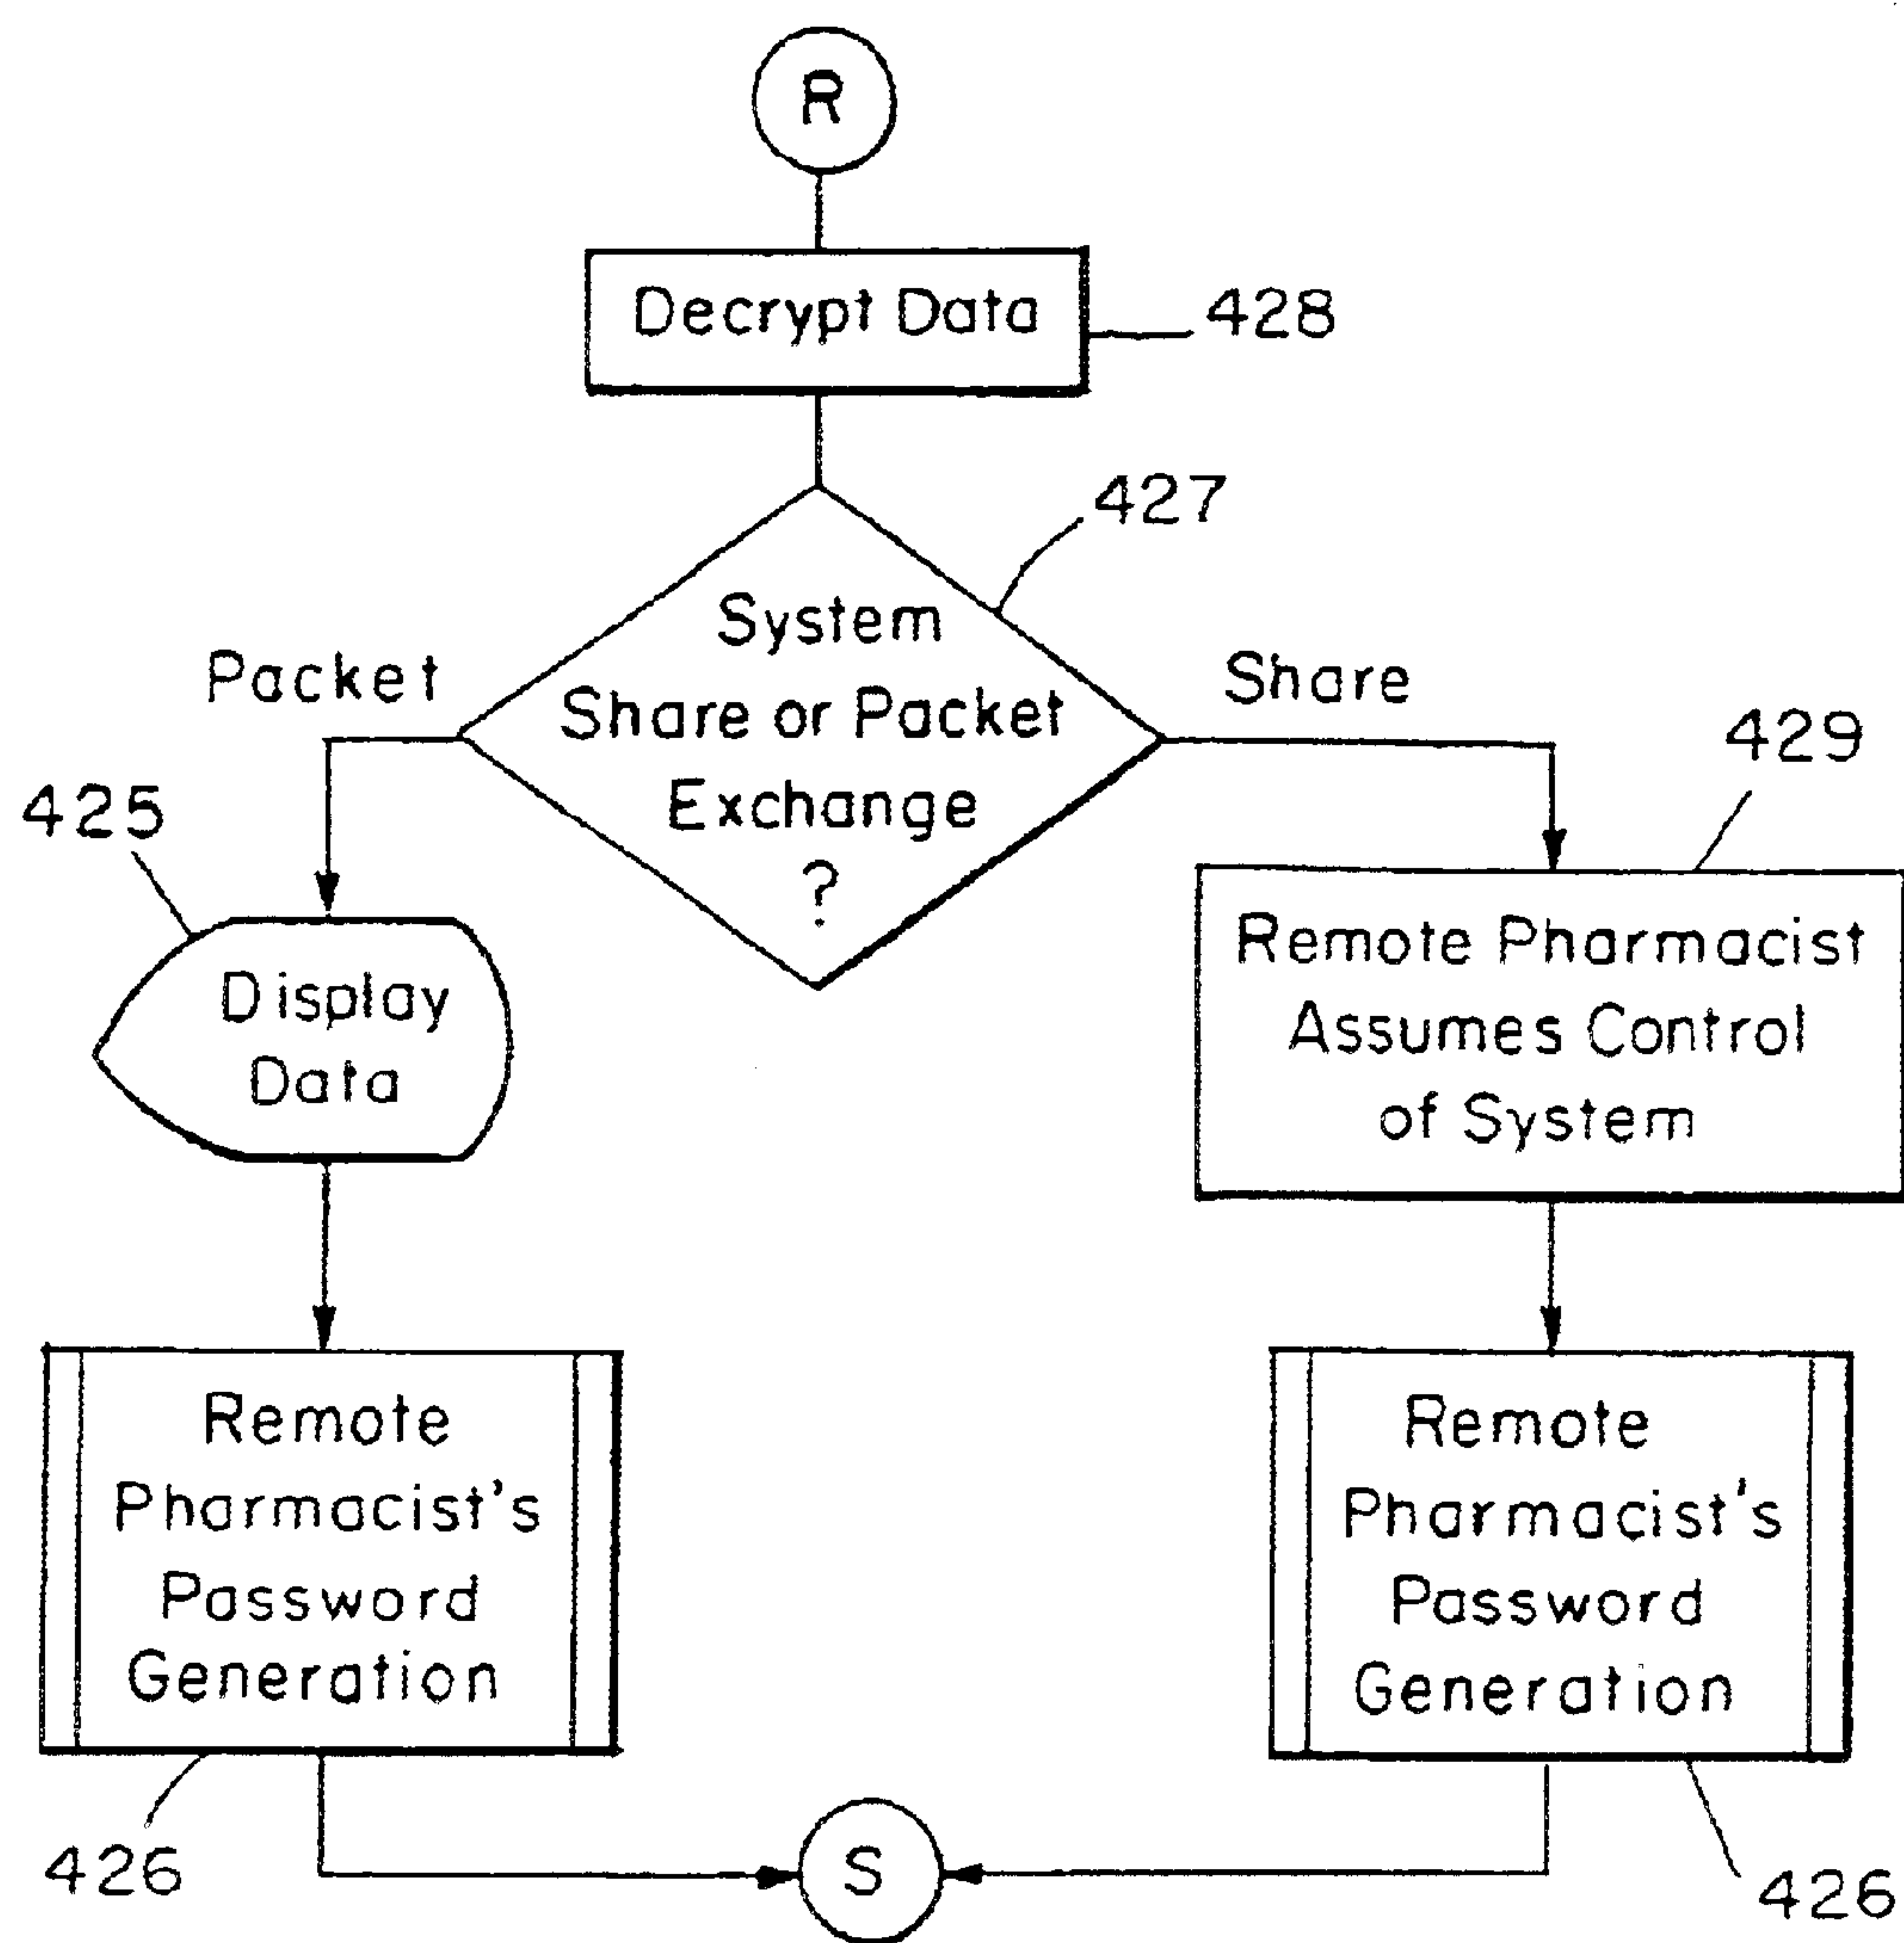 R
Decrypt Data
428
427
System
Share or Packet
Exchange
?
Packet
Share
425
429
Display
Data
Remote Pharmacist
Assumes Control
of System
Remote
Pharmacist's
Password
Generation
Remote
Pharmacist's
Password
Generation
426
S
426